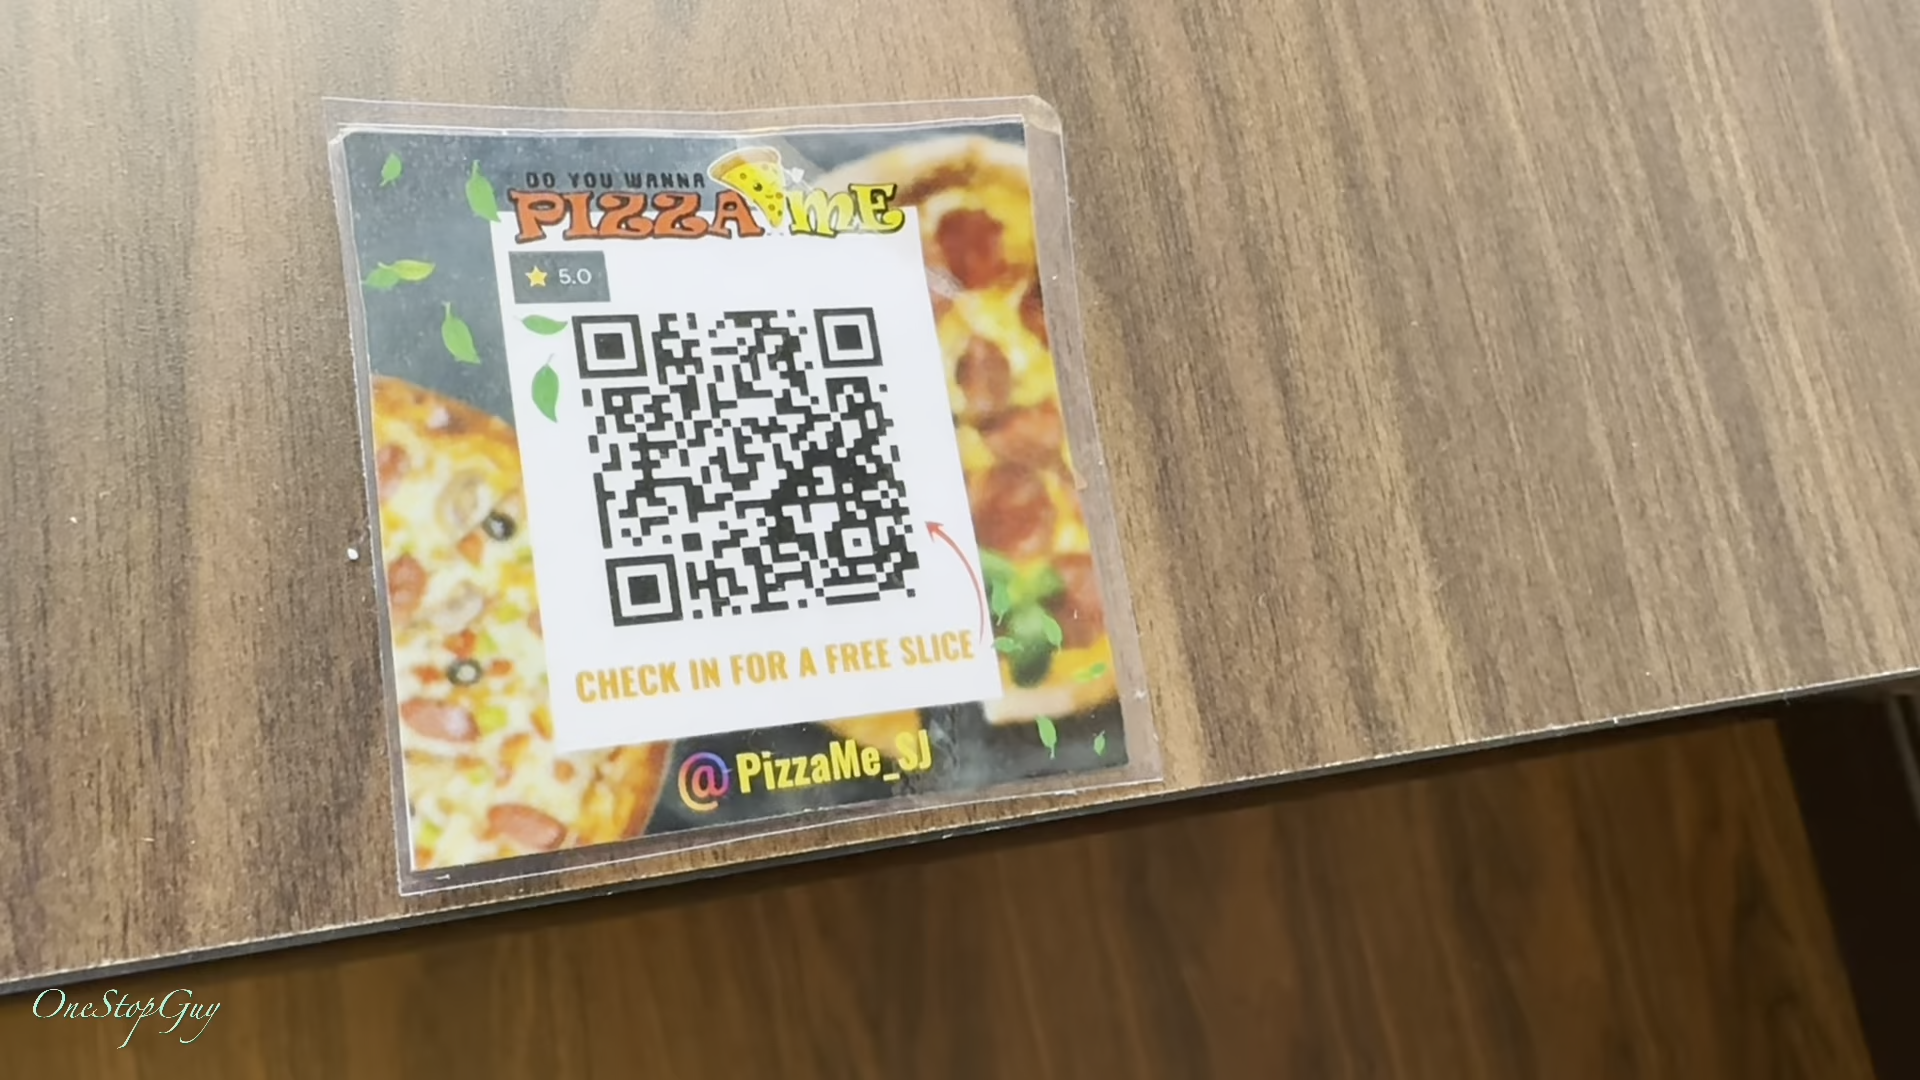 DO YOU WANNA
PIZZA ME
5.0
CHECK IN FOR A FREE SLICE
@PizzaMe_SJ
OneStopGuy